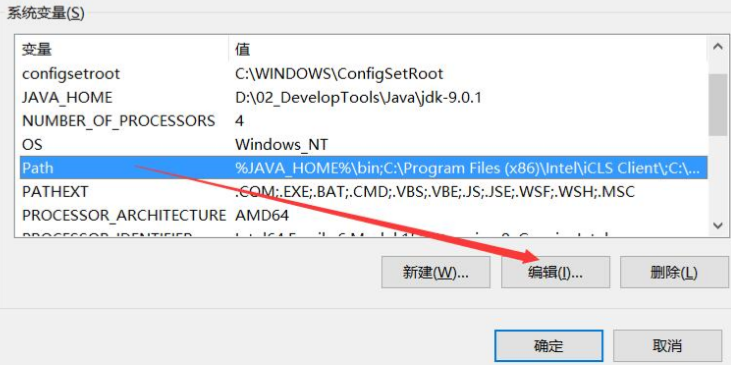 系统变量(S)
变量 值
configsetroot C:\WINDOWS\ConfigSetRoot
JAVA_HOME D:\02_DevelopTools\Java\jdk-9.0.1
NUMBER_OF_PROCESSORS 4
OS Windows_NT
Path %JAVA_HOME%\bin;C:\Program Files (x86)\Intel\iCLS Client\;C:\...
PATHEXT .COM;.EXE;.BAT;.CMD;.VBS;.VBE;.JS;.JSE;.WSF;.WSH;.MSC
PROCESSOR_ARCHITECTURE AMD64
新建(W)... 编辑(I)... 删除(L)
确定 取消